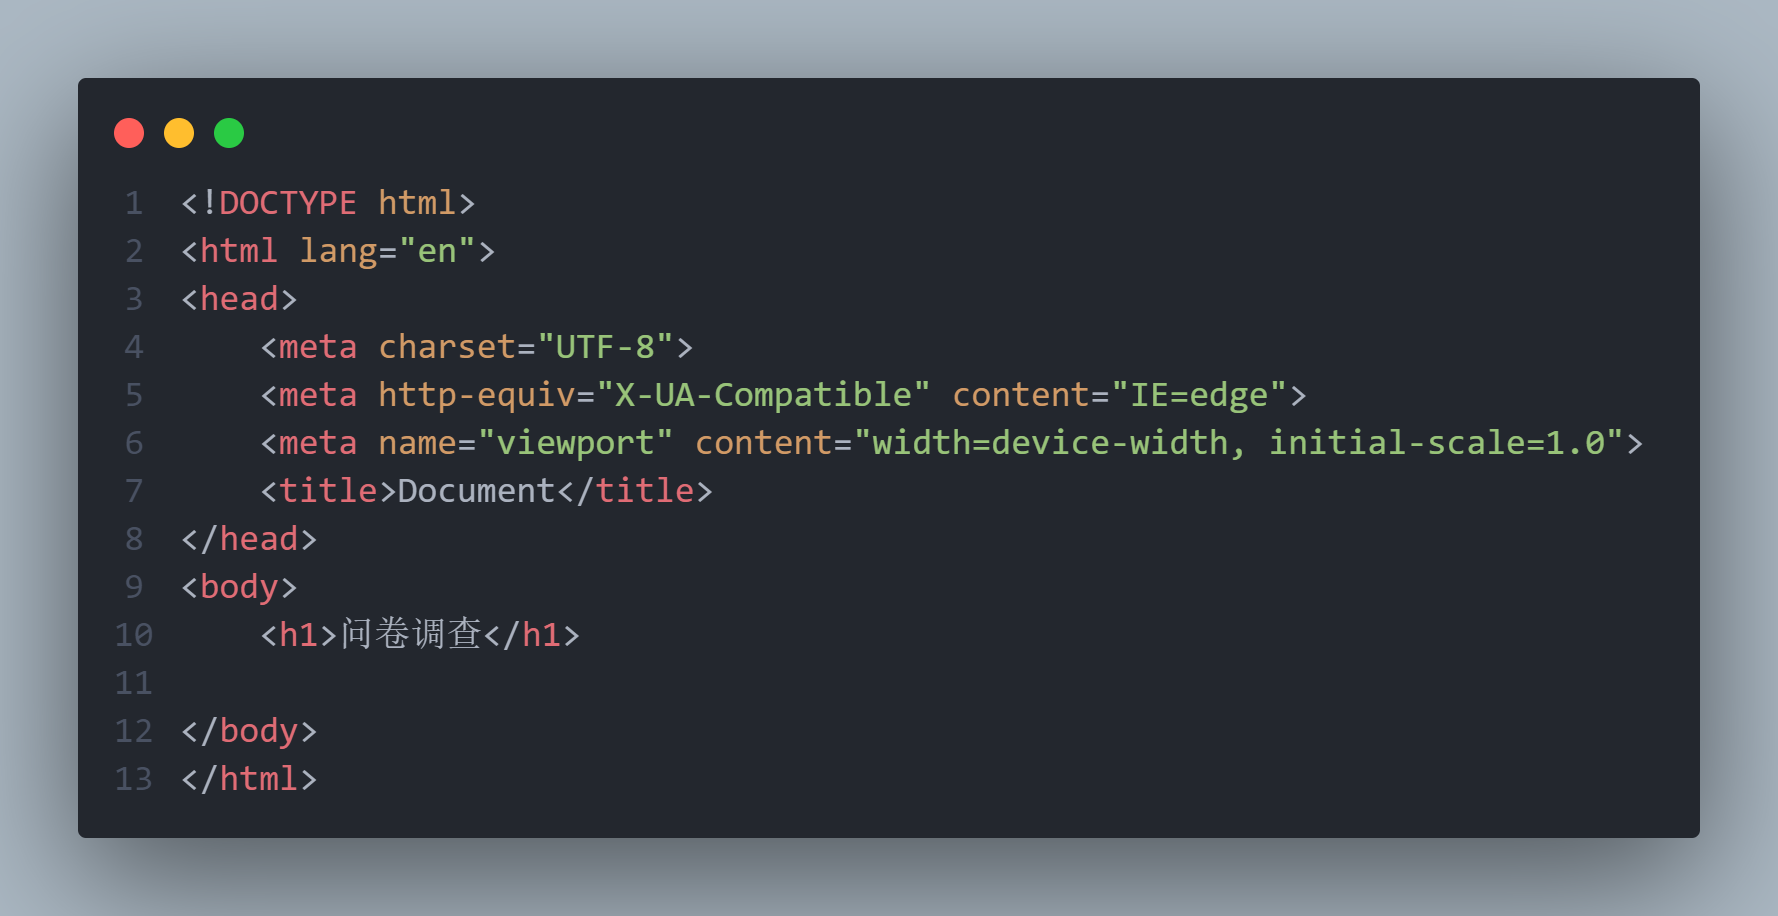 1 <!DOCTYPE html>
2 <html lang="en">
3 <head>
4     <meta charset="UTF-8">
5     <meta http-equiv="X-UA-Compatible" content="IE=edge">
6     <meta name="viewport" content="width=device-width, initial-scale=1.0">
7     <title>Document</title>
8 </head>
9 <body>
10     <h1>问卷调查</h1>
11
12 </body>
13 </html>